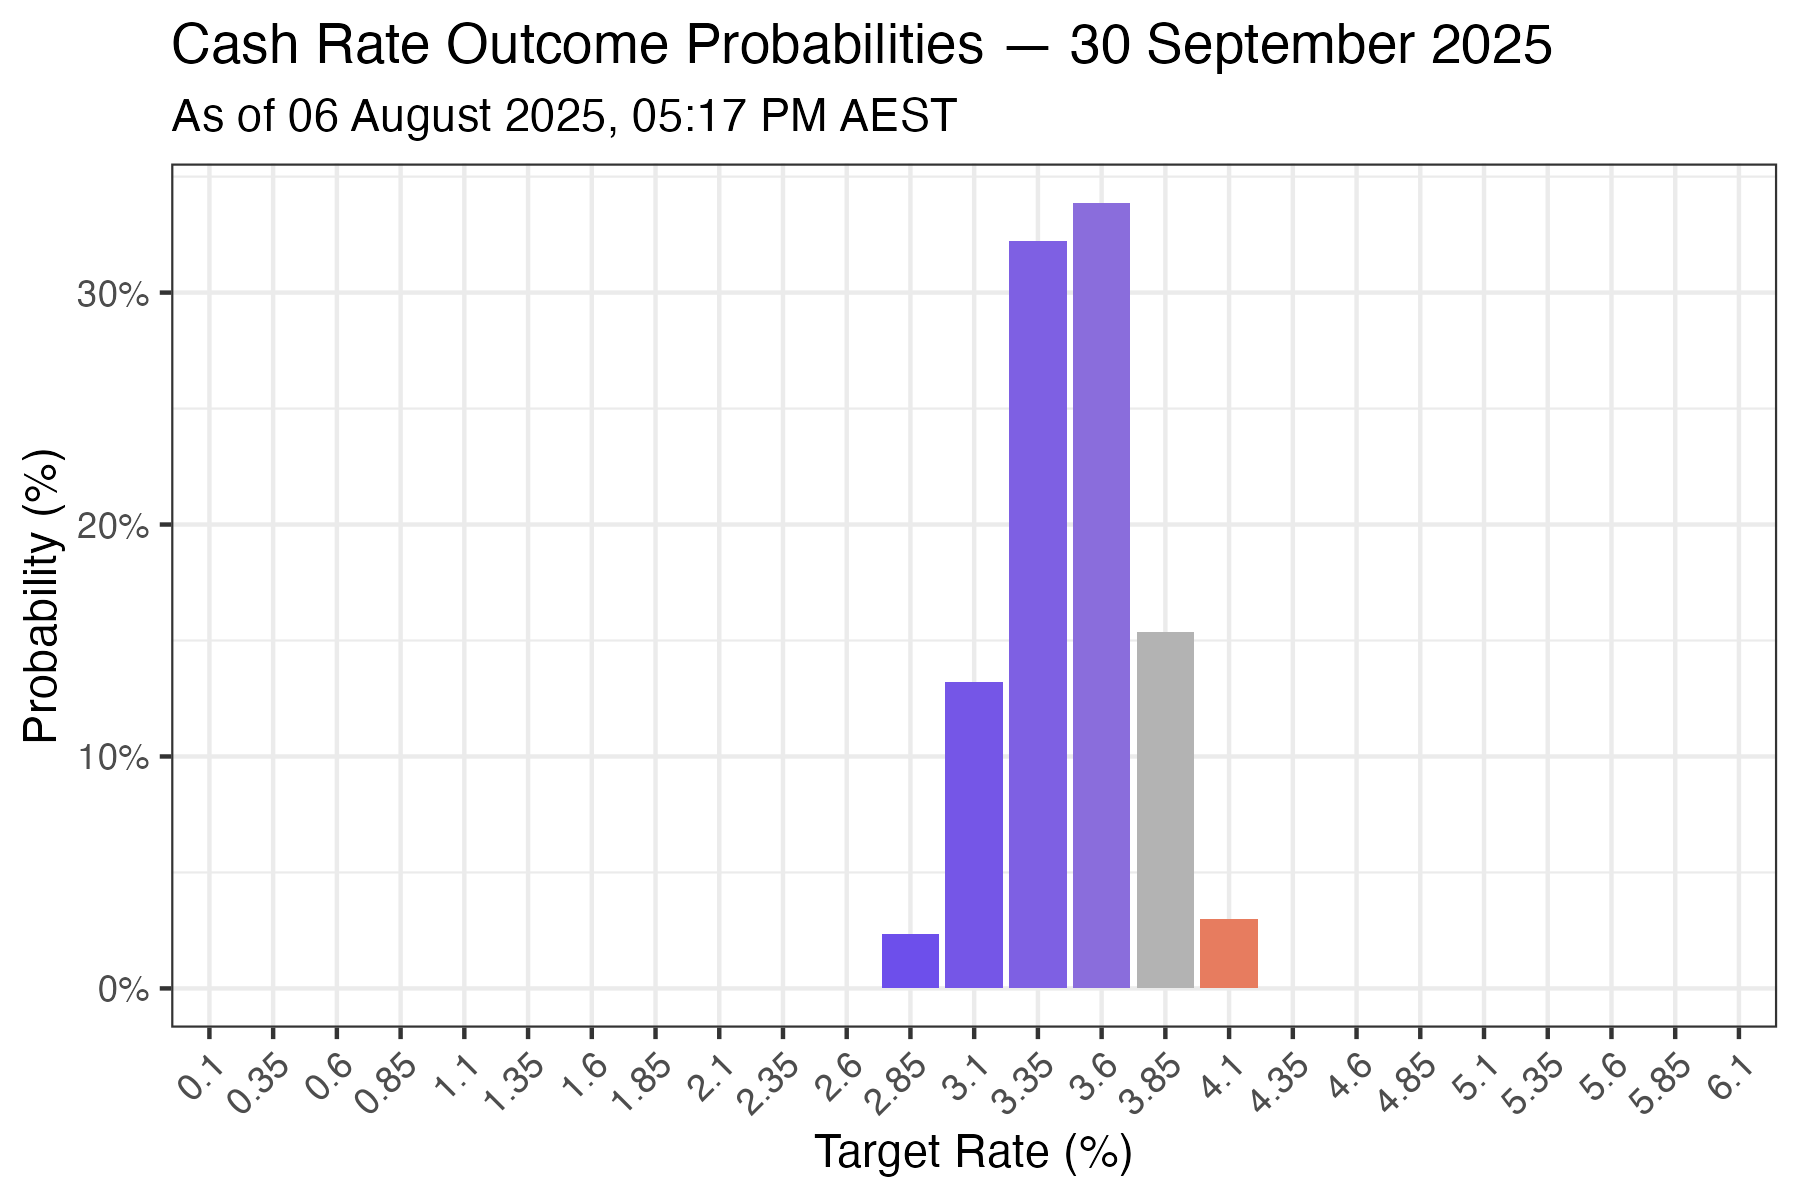 Cash Rate Outcome Probabilities — 30 September 2025
As of 06 August 2025, 05:17 PM AEST
Probability (%)
30%
20%
10%
0%
0.1 0.35 0.6 0.85 1.1 1.35 1.6 1.85 2.1 2.35 2.6 2.85 3.1 3.35 3.6 3.85 4.1 4.35 4.6 4.85 5.1 5.35 5.6 5.85 6.1
Target Rate (%)